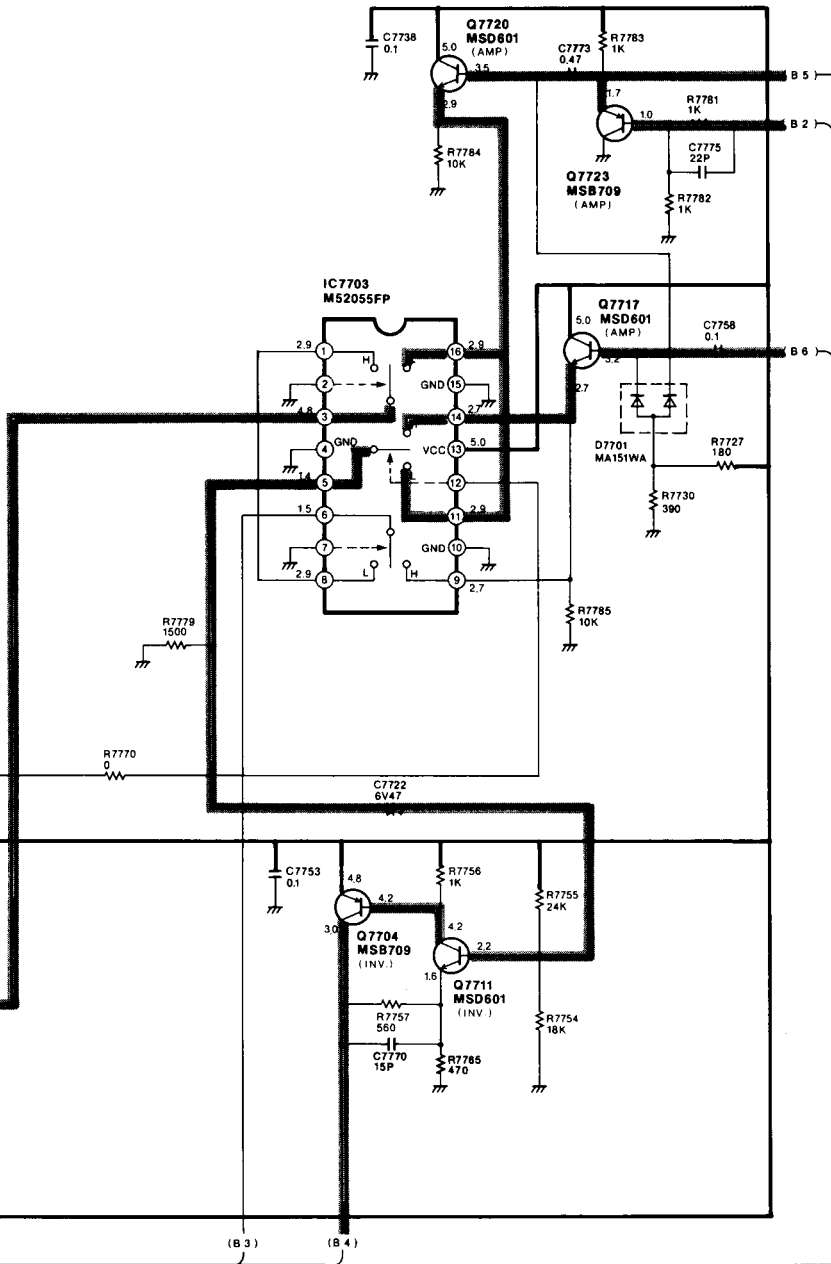 Q7720
MSD601
(AMP)
C7738
0.1
5.0
3.5
2.9
C7773
0.47
R7783
1K
(B5)
1.7
1.0
R7781
1K
(B2)
C7775
22P
R7784
10K
Q7723
MSB709
(AMP)
R7782
1K
IC7703
M52055FP
Q7717
MSD601
(AMP)
5.0
3.2
2.7
C7758
0.1
(B6)
2.9
1
H
16
2.9
2
GND
15
4.8
3
14
2.7
4
GND
VCC
13
5.0
1.4
5
12
1.5
6
11
2.9
7
GND
10
2.9
8
L
H
9
2.7
D7701
MA151WA
R7727
180
R7730
390
R7779
1500
R7785
10K
R7770
0
C7722
6V47
C7753
0.1
4.8
4.2
3.0
R7756
1K
R7755
24K
Q7704
MSB709
(INV.)
4.2
2.2
1.6
Q7711
MSD601
(INV.)
R7757
560
C7770
15P
R7765
470
R7754
18K
(B3)
(B4)